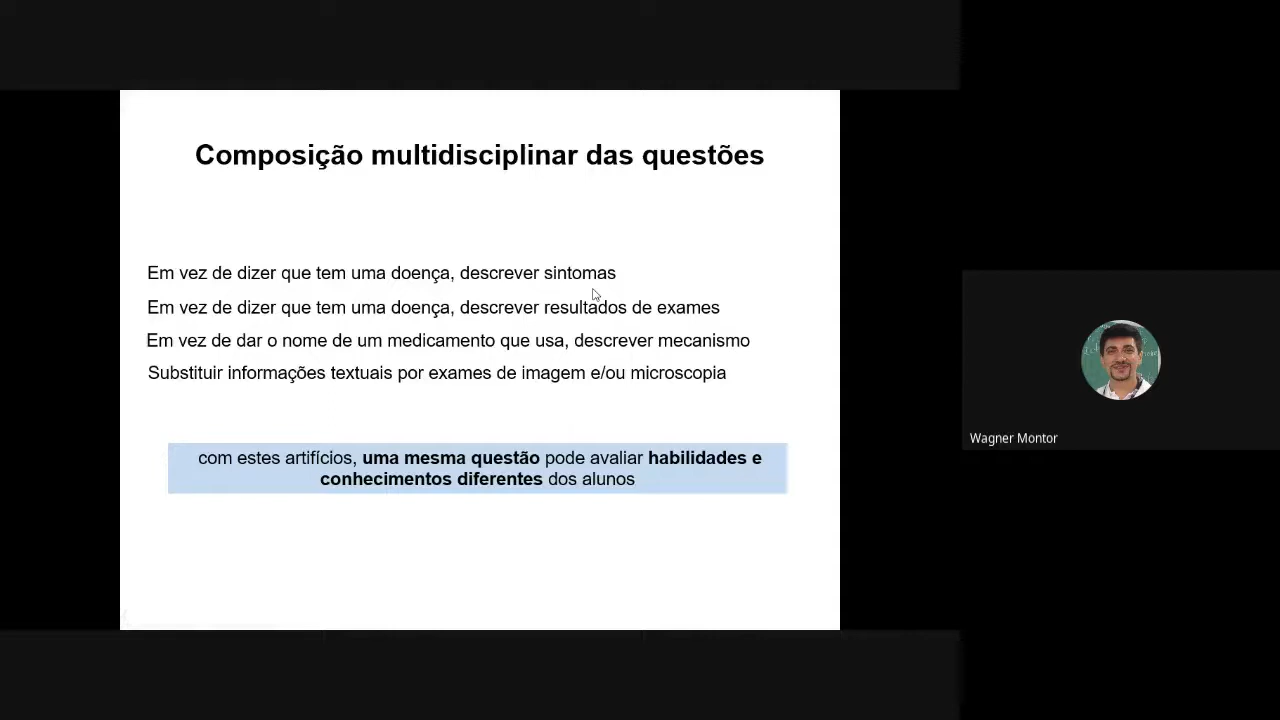 Composição multidisciplinar das questões
Em vez de dizer que tem uma doença, descrever sintomas
Em vez de dizer que tem uma doença, descrever resultados de exames
Em vez de dar o nome de um medicamento que usa, descrever mecanismo
Substituir informações textuais por exames de imagem e/ou microscopia
com estes artifícios, uma mesma questão pode avaliar habilidades e
conhecimentos diferentes dos alunos
Wagner Montor